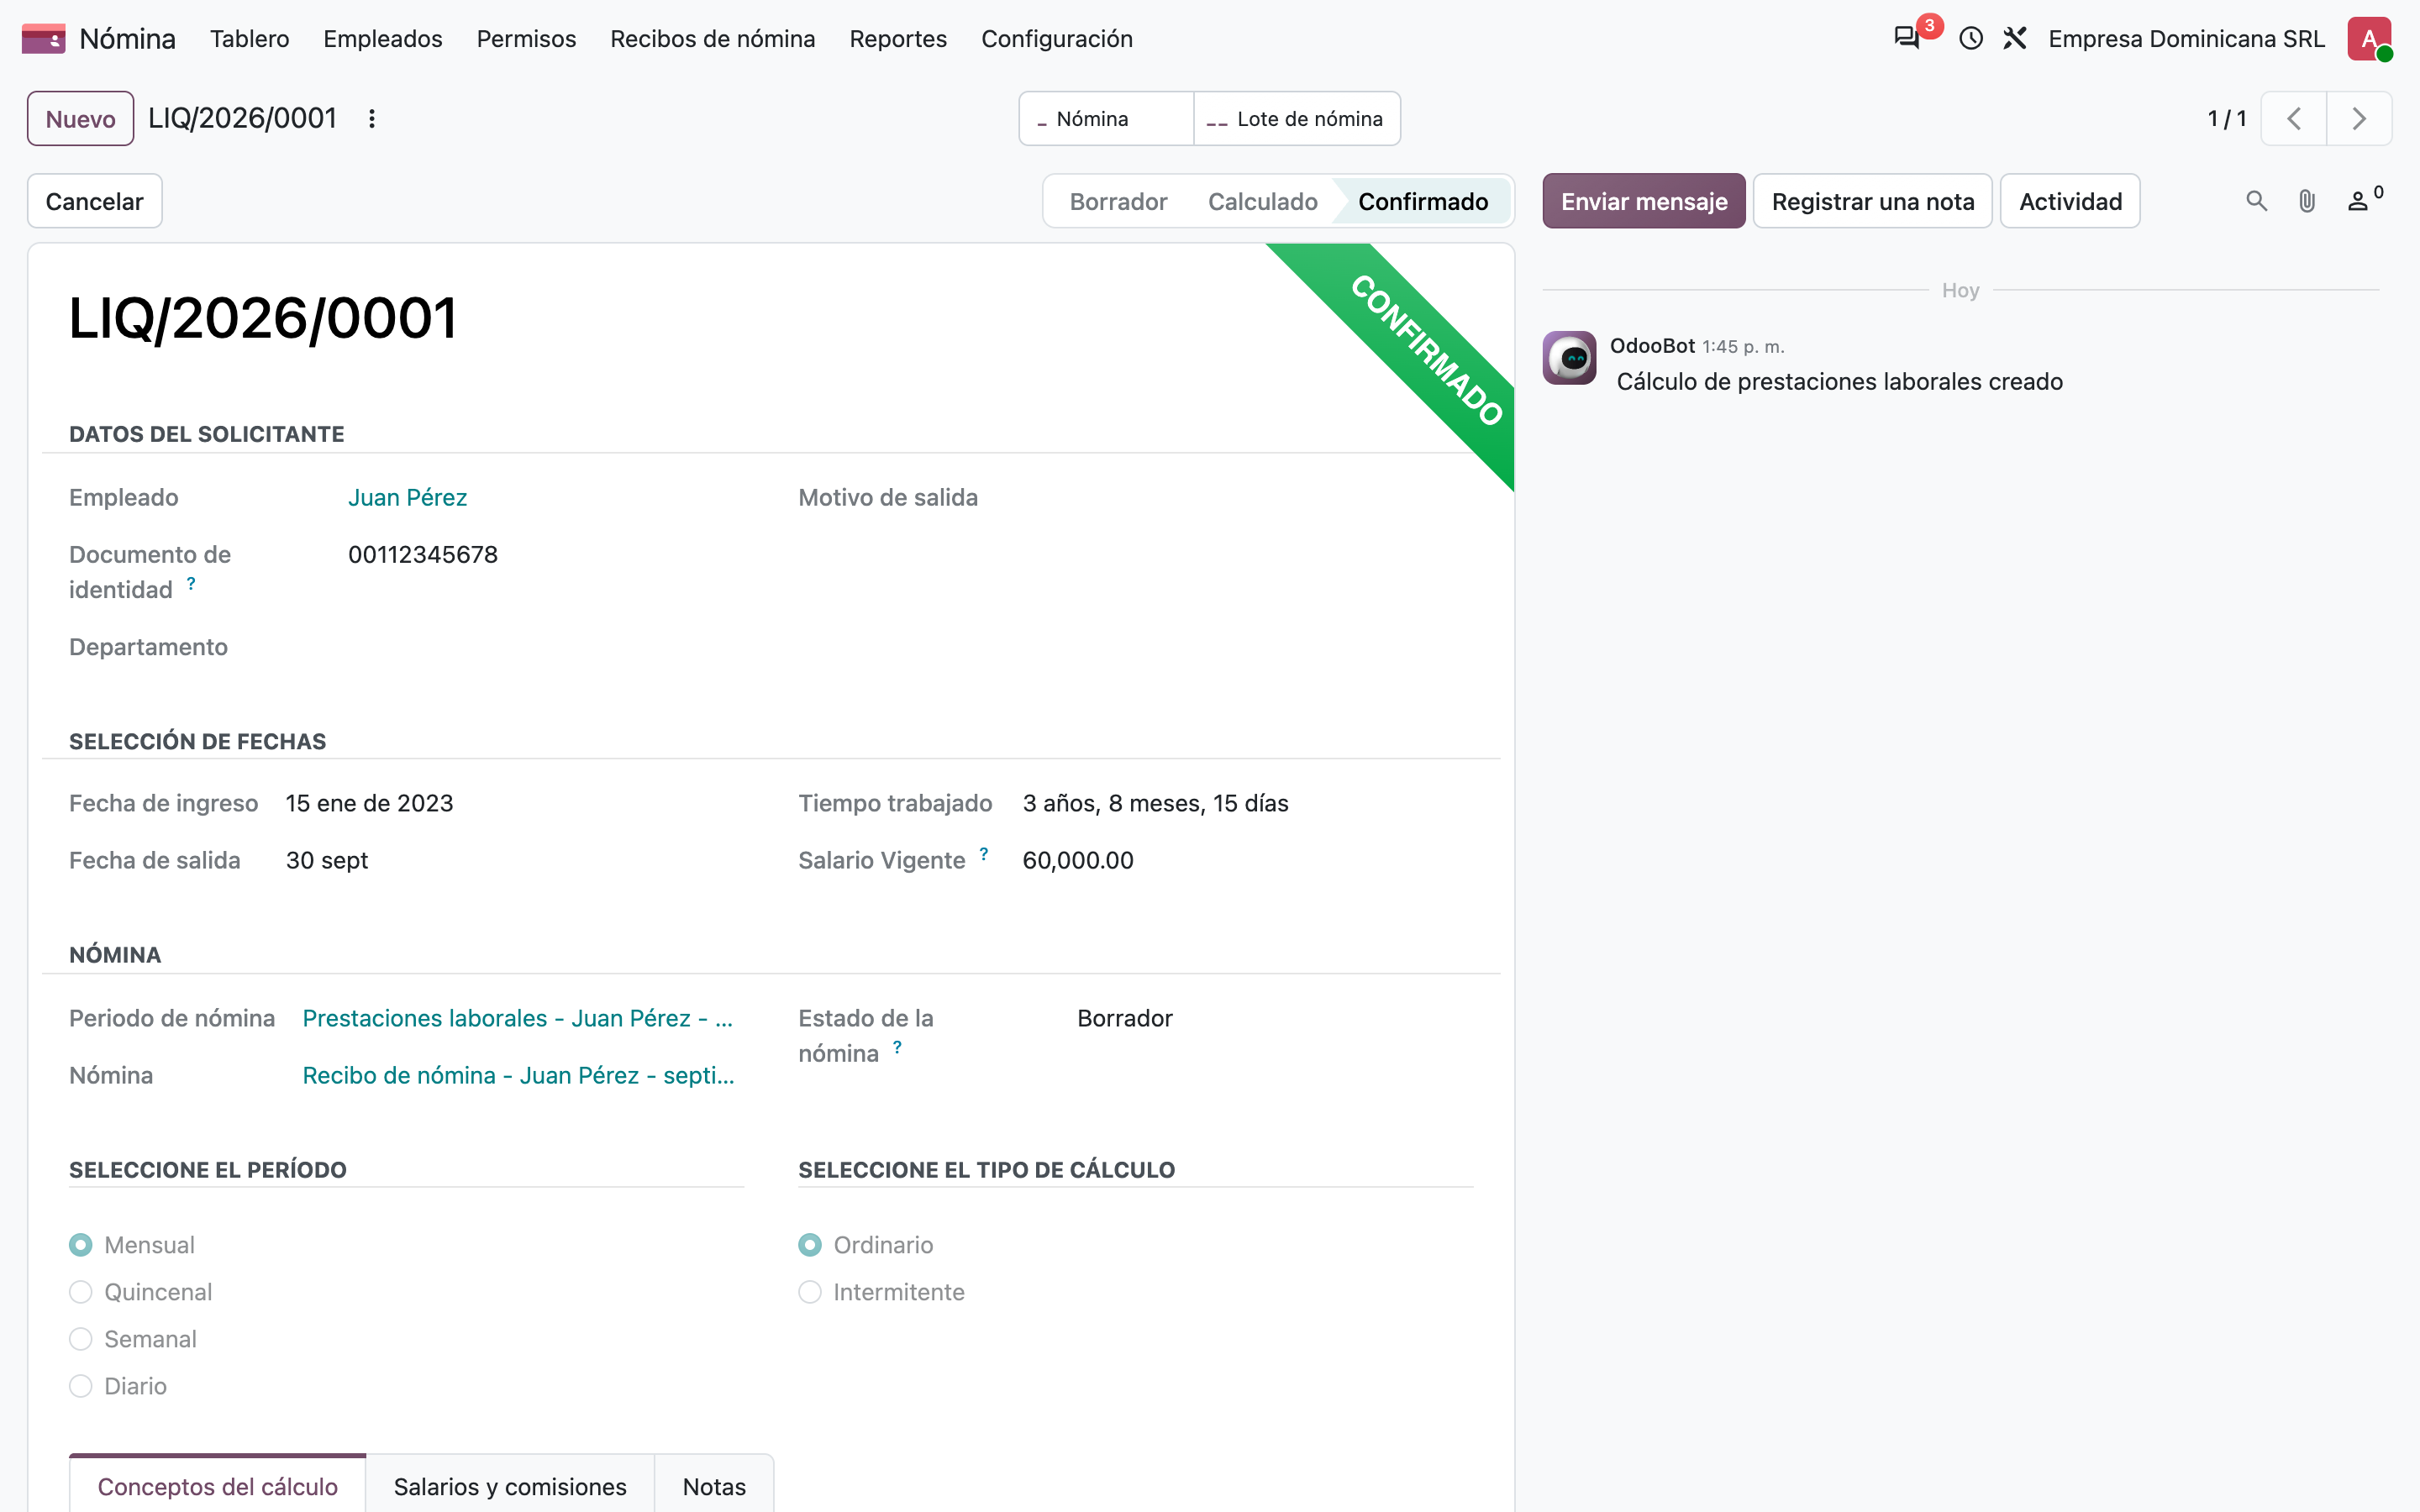 Nómina Tablero Empleados Permisos Recibos de nómina Reportes Configuración 3 Empresa Dominicana SRL A
Nuevo LIQ/2026/0001 Nómina Lote de nómina 1 / 1
Cancelar Borrador Calculado Confirmado Enviar mensaje Registrar una nota Actividad 0
LIQ/2026/0001
CONFIRMADO
Hoy
OdooBot 1:45 p. m.
Cálculo de prestaciones laborales creado
DATOS DEL SOLICITANTE
Empleado Juan Pérez Motivo de salida
Documento de
identidad ? 00112345678
Departamento
SELECCIÓN DE FECHAS
Fecha de ingreso 15 ene de 2023 Tiempo trabajado 3 años, 8 meses, 15 días
Fecha de salida 30 sept Salario Vigente ? 60,000.00
NÓMINA
Periodo de nómina Prestaciones laborales - Juan Pérez - ... Estado de la
nómina ? Borrador
Nómina Recibo de nómina - Juan Pérez - septi...
SELECCIONE EL PERÍODO SELECCIONE EL TIPO DE CÁLCULO
Mensual Ordinario
Quincenal Intermitente
Semanal
Diario
Conceptos del cálculo Salarios y comisiones Notas